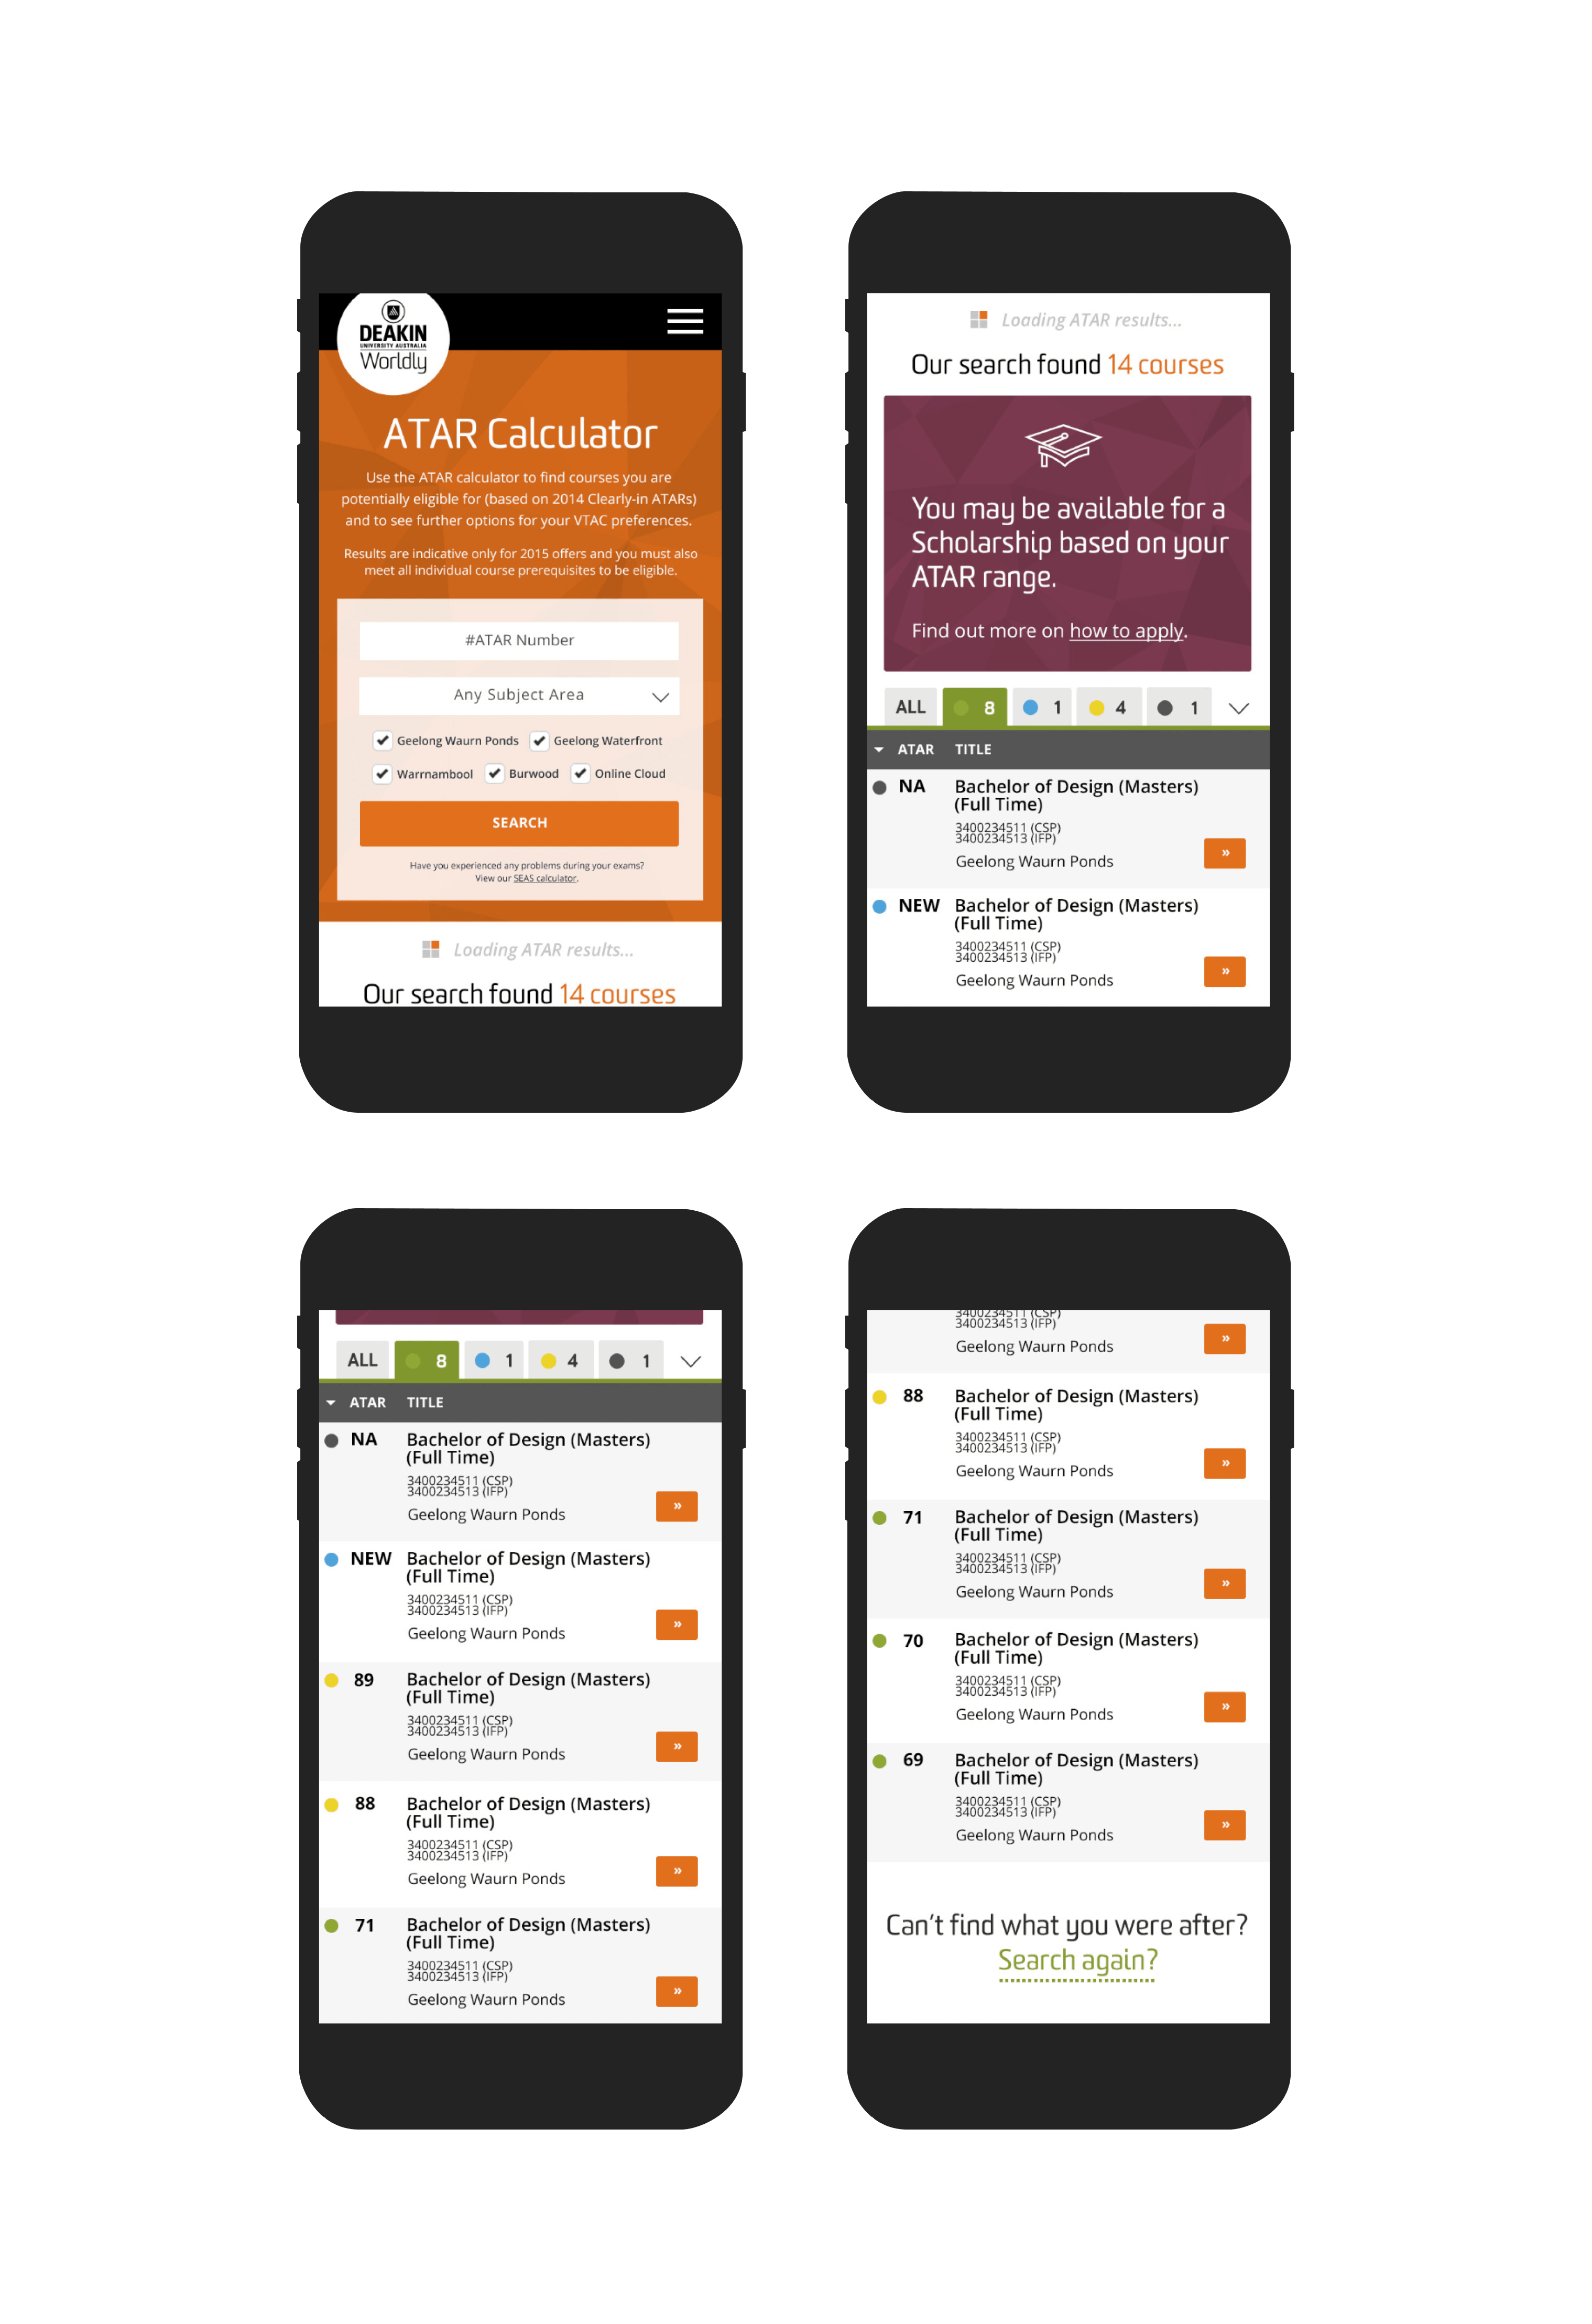 DEAKIN
UNIVERSITY AUSTRALIA
Worldly
ATAR Calculator
Use the ATAR calculator to find courses you are
potentially eligible for (based on 2014 Clearly-in ATARs)
and to see further options for your VTAC preferences.
Results are indicative only for 2015 offers and you must also
meet all individual course prerequisites to be eligible.
#ATAR Number
Any Subject Area
Geelong Waurn Ponds Geelong Waterfront
Warrnambool Burwood Online Cloud
SEARCH
Have you experienced any problems during your exams?
View our SEAS calculator.
Loading ATAR results...
Our search found 14 courses
Loading ATAR results...
Our search found 14 courses
You may be available for a
Scholarship based on your
ATAR range.
Find out more on how to apply.
ALL 8 1 4 1
ATAR TITLE
NA Bachelor of Design (Masters)
(Full Time)
3400234511 (CSP)
3400234513 (IFP)
Geelong Waurn Ponds »
NEW Bachelor of Design (Masters)
(Full Time)
3400234511 (CSP)
3400234513 (IFP)
Geelong Waurn Ponds »
ALL 8 1 4 1
ATAR TITLE
NA Bachelor of Design (Masters)
(Full Time)
3400234511 (CSP)
3400234513 (IFP)
Geelong Waurn Ponds »
NEW Bachelor of Design (Masters)
(Full Time)
3400234511 (CSP)
3400234513 (IFP)
Geelong Waurn Ponds »
89 Bachelor of Design (Masters)
(Full Time)
3400234511 (CSP)
3400234513 (IFP)
Geelong Waurn Ponds »
88 Bachelor of Design (Masters)
(Full Time)
3400234511 (CSP)
3400234513 (IFP)
Geelong Waurn Ponds »
71 Bachelor of Design (Masters)
(Full Time)
3400234511 (CSP)
3400234513 (IFP)
Geelong Waurn Ponds »
3400234511 (CSP)
3400234513 (IFP)
Geelong Waurn Ponds »
88 Bachelor of Design (Masters)
(Full Time)
3400234511 (CSP)
3400234513 (IFP)
Geelong Waurn Ponds »
71 Bachelor of Design (Masters)
(Full Time)
3400234511 (CSP)
3400234513 (IFP)
Geelong Waurn Ponds »
70 Bachelor of Design (Masters)
(Full Time)
3400234511 (CSP)
3400234513 (IFP)
Geelong Waurn Ponds »
69 Bachelor of Design (Masters)
(Full Time)
3400234511 (CSP)
3400234513 (IFP)
Geelong Waurn Ponds »
Can't find what you were after?
Search again?